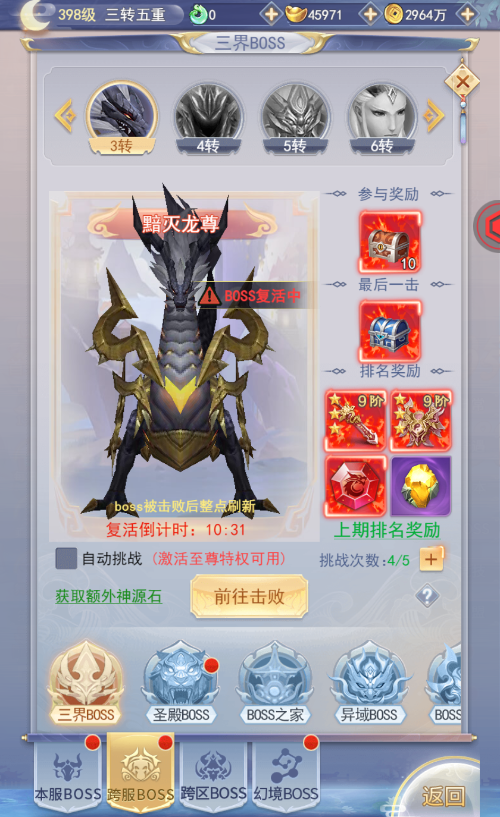 398级 三转五重 0 45971 2964万
三界BOSS
3转 4转 5转 6转
黯灭龙尊
BOSS复活中
boss被击败后整点刷新
复活倒计时：10:31
参与奖励
10
最后一击
排名奖励
9阶 9阶
上期排名奖励
自动挑战（激活至尊特权可用） 挑战次数:4/5
获取额外神源石 前往击败 ?
三界BOSS 圣殿BOSS BOSS之家 异域BOSS BOSS
本服BOSS 跨服BOSS 跨区BOSS 幻境BOSS 返回